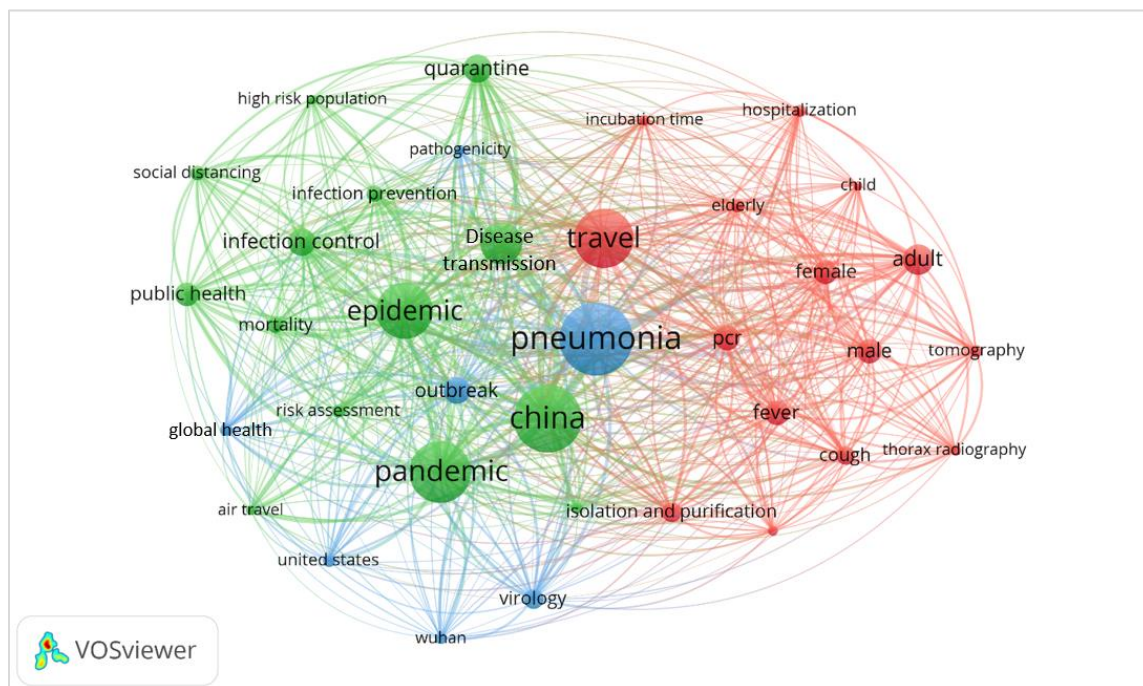 quarantine
high risk population
hospitalization
incubation time
pathogenicity
social distancing
child
infection prevention
elderly
Disease
transmission
travel
infection control
adult
female
public health
epidemic
mortality
pneumonia
pcr
male
tomography
outbreak
risk assessment
china
fever
global health
thorax radiography
cough
pandemic
air travel
isolation and purification
united states
virology
wuhan
VOSviewer